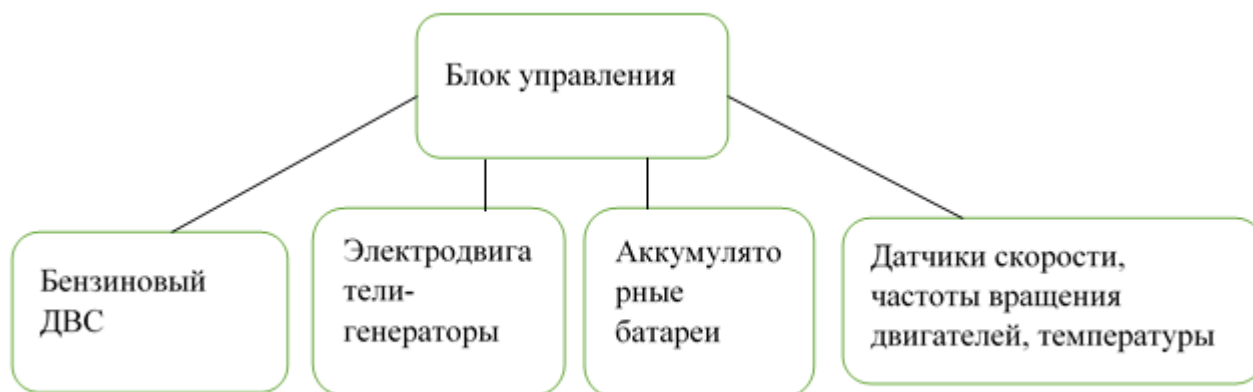 Блок управления
Бензиновый
ДВС
Электродвига
тели-
генераторы
Аккумулято
рные
батареи
Датчики скорости,
частоты вращения
двигателей, температуры